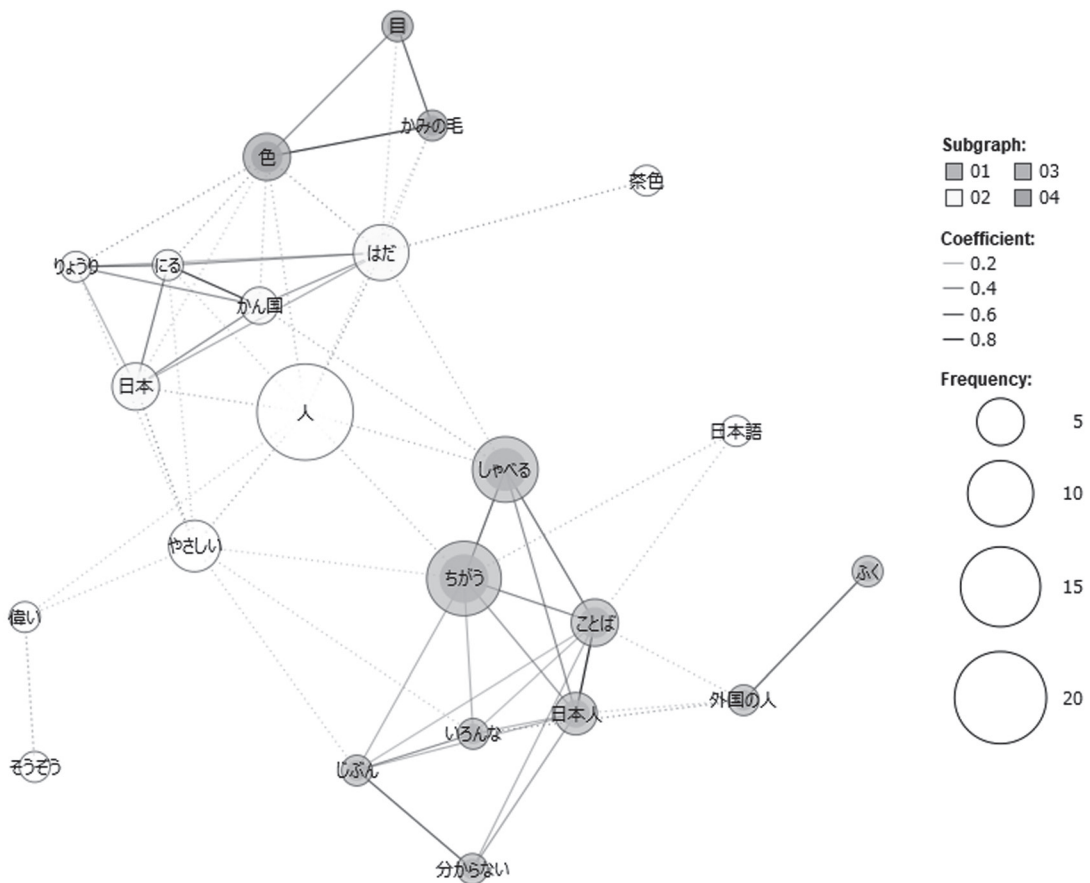 目
かみの毛
色
茶色
はだ
りょうり
にる
かん国
日本
人
日本語
しゃべる
やさしい
ちがう
ふく
偉い
ことば
外国の人
日本人
いろんな
そうぞう
じぶん
分からない
Subgraph:
01 03
02 04
Coefficient:
0.2
0.4
0.6
0.8
Frequency:
5
10
15
20